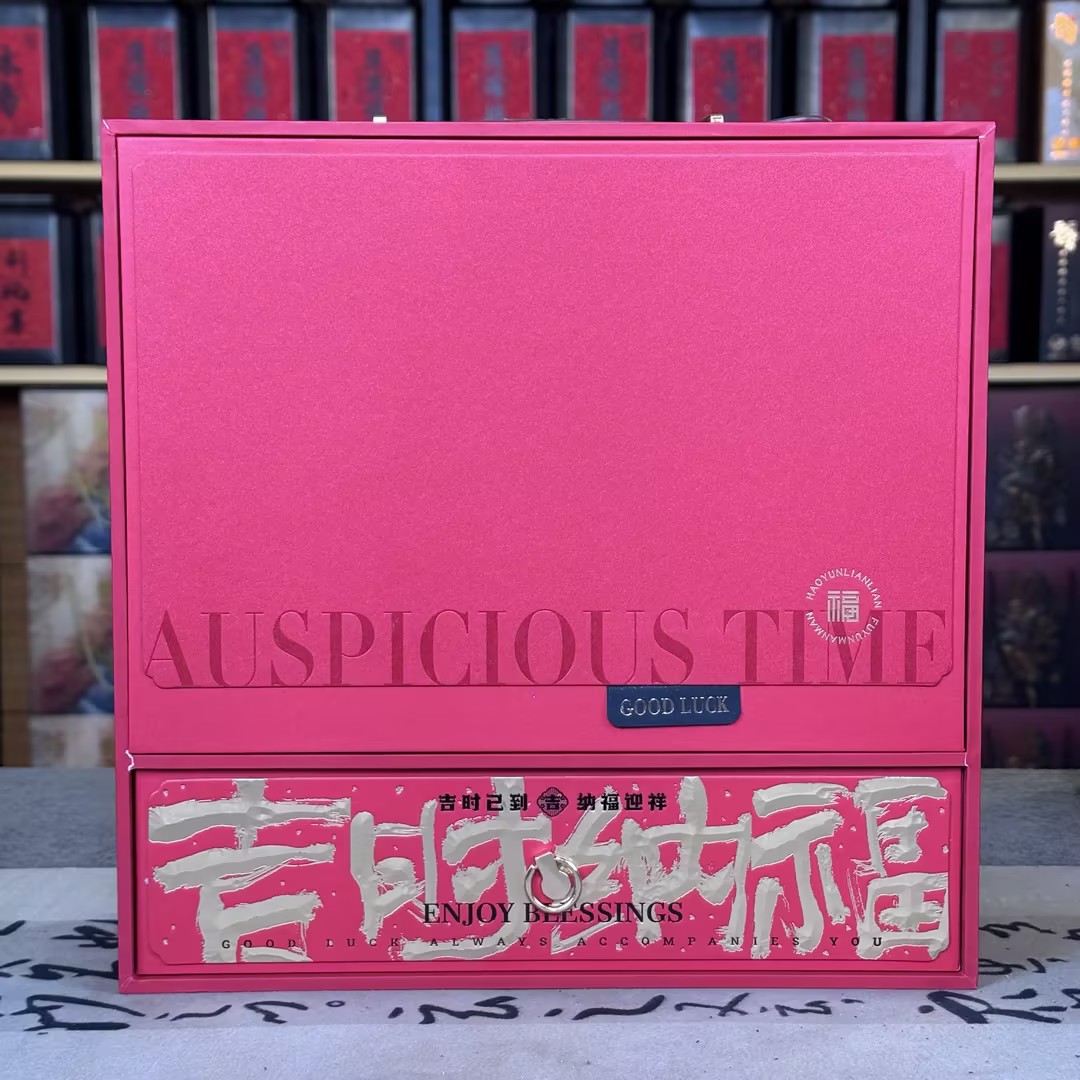 AUSPICIOUS TIME
HAOYUNLIANLIAN FUYUNMANMAN
福
GOOD LUCK
吉时已到 吉 纳福迎祥
吉时纳福
ENJOY BLESSINGS
GOOD LUCK ALWAYS ACCOMPANIES YOU